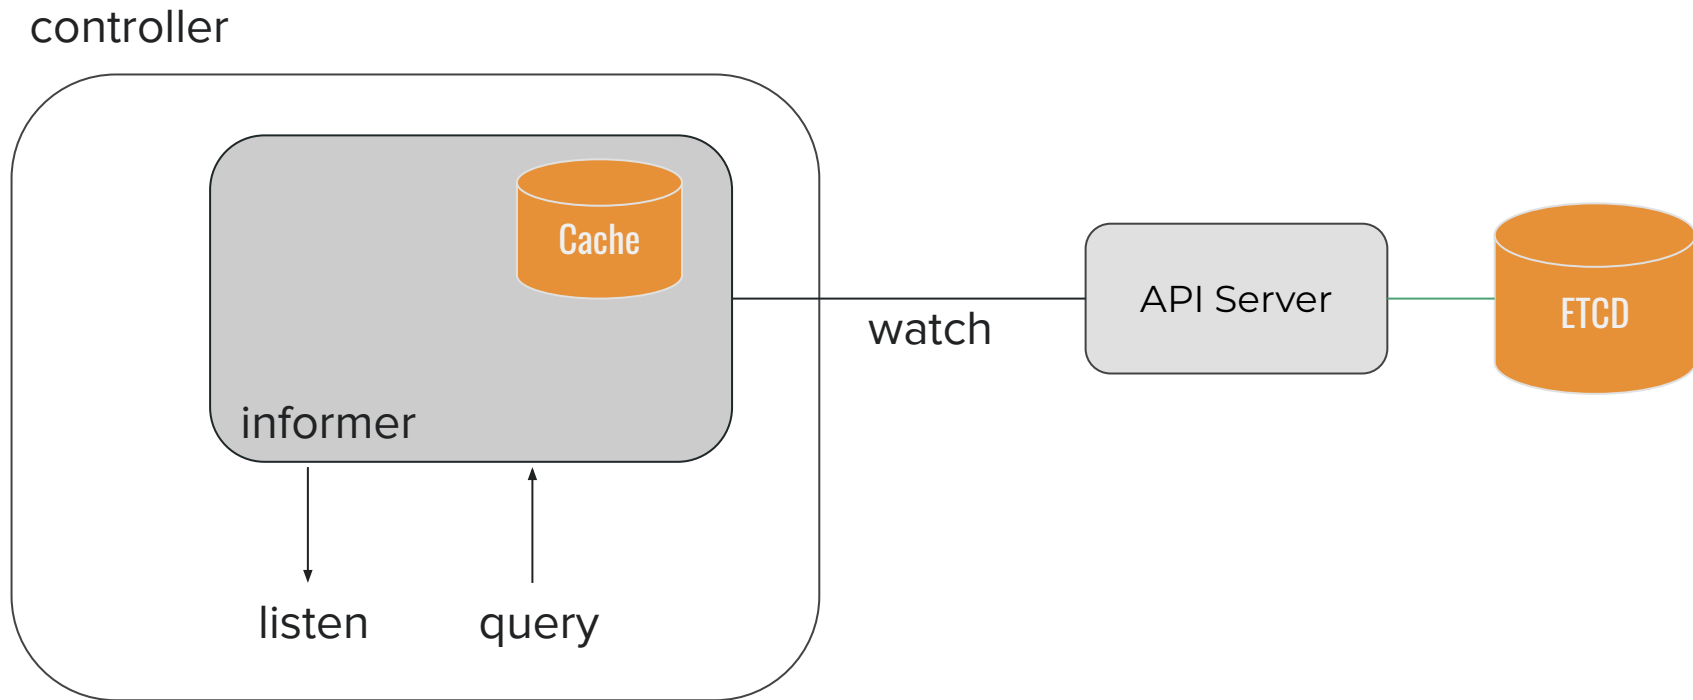 controller
Cache
API Server
ETCD
watch
informer
listen
query